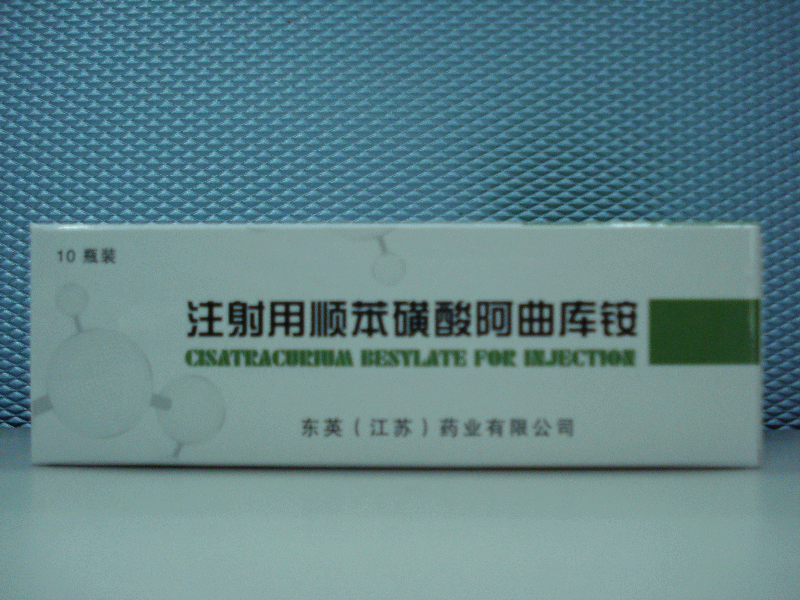 10 瓶装
注射用顺苯磺酸阿曲库铵
CISATRACURIUM BESYLATE FOR INJECTION
东英（江苏）药业有限公司